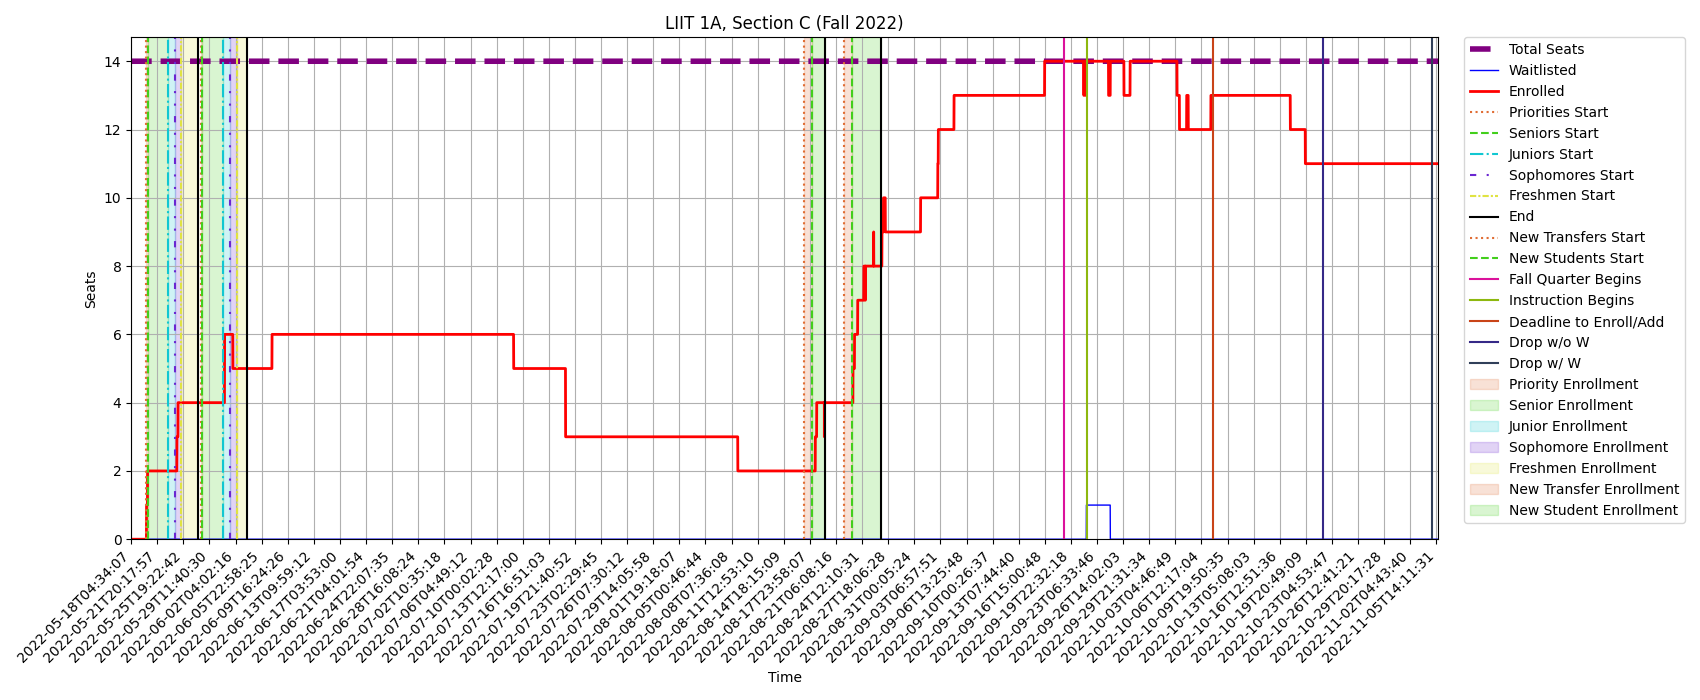 LIIT 1A, Section C (Fall 2022)
14
12
10
8
6
4
2
0
Seats
2022-05-18T04:34:07
2022-05-21T20:17:57
2022-05-25T19:22:42
2022-05-29T11:40:30
2022-06-02T04:02:16
2022-06-05T22:58:25
2022-06-09T16:24:26
2022-06-13T09:59:12
2022-06-17T03:53:00
2022-06-21T04:01:54
2022-06-24T22:07:35
2022-06-28T16:08:24
2022-07-02T10:35:18
2022-07-06T04:49:12
2022-07-10T00:02:28
2022-07-13T12:17:00
2022-07-16T16:51:03
2022-07-19T21:40:52
2022-07-23T02:29:45
2022-07-26T07:30:12
2022-07-29T14:05:58
2022-08-01T19:18:07
2022-08-05T00:46:44
2022-08-08T07:36:08
2022-08-11T12:53:10
2022-08-14T18:15:09
2022-08-17T23:58:07
2022-08-21T06:08:16
2022-08-24T12:10:31
2022-08-27T18:06:28
2022-08-31T00:05:24
2022-09-03T06:57:51
2022-09-06T13:25:48
2022-09-10T00:26:37
2022-09-13T07:44:40
2022-09-16T15:00:48
2022-09-19T22:32:18
2022-09-23T06:33:46
2022-09-26T14:02:03
2022-09-29T21:31:34
2022-10-03T04:46:49
2022-10-06T12:17:04
2022-10-09T19:50:35
2022-10-13T05:08:03
2022-10-16T12:51:36
2022-10-19T20:49:09
2022-10-23T04:53:47
2022-10-26T12:41:21
2022-10-29T20:17:28
2022-11-02T04:43:40
2022-11-05T14:11:31
Time
Total Seats
Waitlisted
Enrolled
Priorities Start
Seniors Start
Juniors Start
Sophomores Start
Freshmen Start
End
New Transfers Start
New Students Start
Fall Quarter Begins
Instruction Begins
Deadline to Enroll/Add
Drop w/o W
Drop w/ W
Priority Enrollment
Senior Enrollment
Junior Enrollment
Sophomore Enrollment
Freshmen Enrollment
New Transfer Enrollment
New Student Enrollment